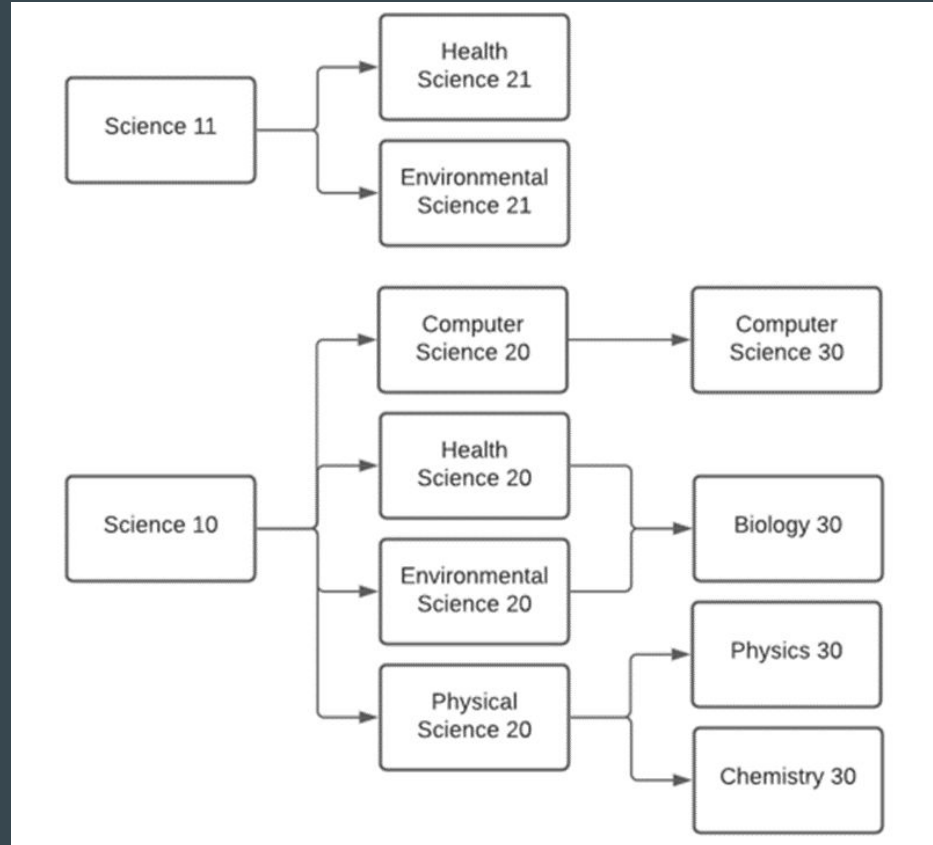 Health
Science 21
Science 11
Environmental
Science 21
Computer
Science 20
Computer
Science 30
Health
Science 20
Science 10
Biology 30
Environmental
Science 20
Physics 30
Physical
Science 20
Chemistry 30